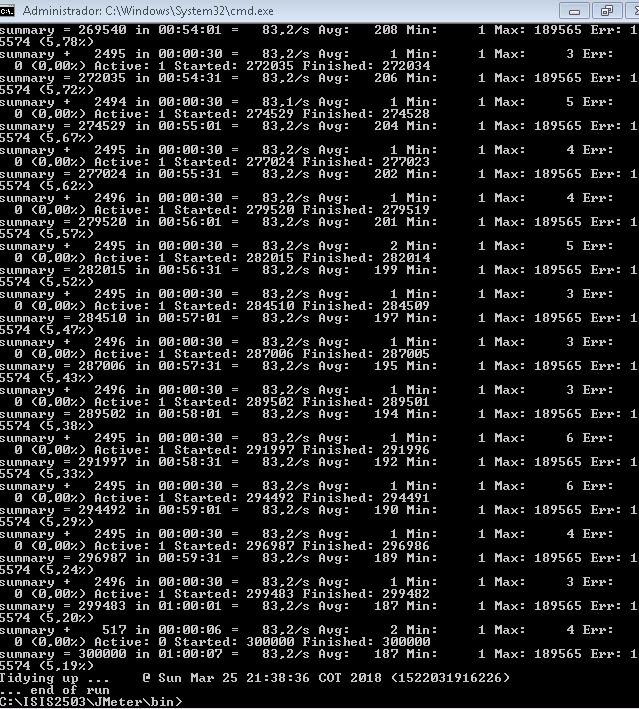 Administrador: C:\Windows\System32\cmd.exe
summary = 269540 in 00:54:01 = 83,2/s Avg: 208 Min: 1 Max: 189565 Err: 1
5574 (5,78%)
summary + 2495 in 00:00:30 = 83,2/s Avg: 1 Min: 1 Max: 3 Err:
0 (0,00%) Active: 1 Started: 272035 Finished: 272034
summary = 272035 in 00:54:31 = 83,2/s Avg: 206 Min: 1 Max: 189565 Err: 1
5574 (5,72%)
summary + 2494 in 00:00:30 = 83,1/s Avg: 1 Min: 1 Max: 5 Err:
0 (0,00%) Active: 1 Started: 274529 Finished: 274528
summary = 274529 in 00:55:01 = 83,2/s Avg: 204 Min: 1 Max: 189565 Err: 1
5574 (5,67%)
summary + 2495 in 00:00:30 = 83,2/s Avg: 1 Min: 1 Max: 4 Err:
0 (0,00%) Active: 1 Started: 277024 Finished: 277023
summary = 277024 in 00:55:31 = 83,2/s Avg: 202 Min: 1 Max: 189565 Err: 1
5574 (5,62%)
summary + 2496 in 00:00:30 = 83,2/s Avg: 1 Min: 1 Max: 4 Err:
0 (0,00%) Active: 1 Started: 279520 Finished: 279519
summary = 279520 in 00:56:01 = 83,2/s Avg: 201 Min: 1 Max: 189565 Err: 1
5574 (5,57%)
summary + 2495 in 00:00:30 = 83,2/s Avg: 2 Min: 1 Max: 5 Err:
0 (0,00%) Active: 1 Started: 282015 Finished: 282014
summary = 282015 in 00:56:31 = 83,2/s Avg: 199 Min: 1 Max: 189565 Err: 1
5574 (5,52%)
summary + 2495 in 00:00:30 = 83,2/s Avg: 1 Min: 1 Max: 3 Err:
0 (0,00%) Active: 1 Started: 284510 Finished: 284509
summary = 284510 in 00:57:01 = 83,2/s Avg: 197 Min: 1 Max: 189565 Err: 1
5574 (5,47%)
summary + 2496 in 00:00:30 = 83,2/s Avg: 1 Min: 1 Max: 3 Err:
0 (0,00%) Active: 1 Started: 287006 Finished: 287005
summary = 287006 in 00:57:31 = 83,2/s Avg: 195 Min: 1 Max: 189565 Err: 1
5574 (5,43%)
summary + 2496 in 00:00:30 = 83,2/s Avg: 1 Min: 1 Max: 3 Err:
0 (0,00%) Active: 1 Started: 289502 Finished: 289501
summary = 289502 in 00:58:01 = 83,2/s Avg: 194 Min: 1 Max: 189565 Err: 1
5574 (5,38%)
summary + 2495 in 00:00:30 = 83,2/s Avg: 1 Min: 1 Max: 6 Err:
0 (0,00%) Active: 1 Started: 291997 Finished: 291996
summary = 291997 in 00:58:31 = 83,2/s Avg: 192 Min: 1 Max: 189565 Err: 1
5574 (5,33%)
summary + 2495 in 00:00:30 = 83,2/s Avg: 1 Min: 1 Max: 6 Err:
0 (0,00%) Active: 1 Started: 294492 Finished: 294491
summary = 294492 in 00:59:01 = 83,2/s Avg: 190 Min: 1 Max: 189565 Err: 1
5574 (5,29%)
summary + 2495 in 00:00:30 = 83,2/s Avg: 1 Min: 1 Max: 4 Err:
0 (0,00%) Active: 1 Started: 296987 Finished: 296986
summary = 296987 in 00:59:31 = 83,2/s Avg: 189 Min: 1 Max: 189565 Err: 1
5574 (5,24%)
summary + 2496 in 00:00:30 = 83,2/s Avg: 1 Min: 1 Max: 3 Err:
0 (0,00%) Active: 1 Started: 299483 Finished: 299482
summary = 299483 in 01:00:01 = 83,2/s Avg: 187 Min: 1 Max: 189565 Err: 1
5574 (5,20%)
summary + 517 in 00:00:06 = 83,2/s Avg: 2 Min: 1 Max: 4 Err:
0 (0,00%) Active: 0 Started: 300000 Finished: 300000
summary = 300000 in 01:00:07 = 83,2/s Avg: 187 Min: 1 Max: 189565 Err: 1
5574 (5,19%)
Tidying up ... @ Sun Mar 25 21:38:36 COT 2018 (1522031916226)
... end of run
C:\ISIS2503\JMeter\bin>